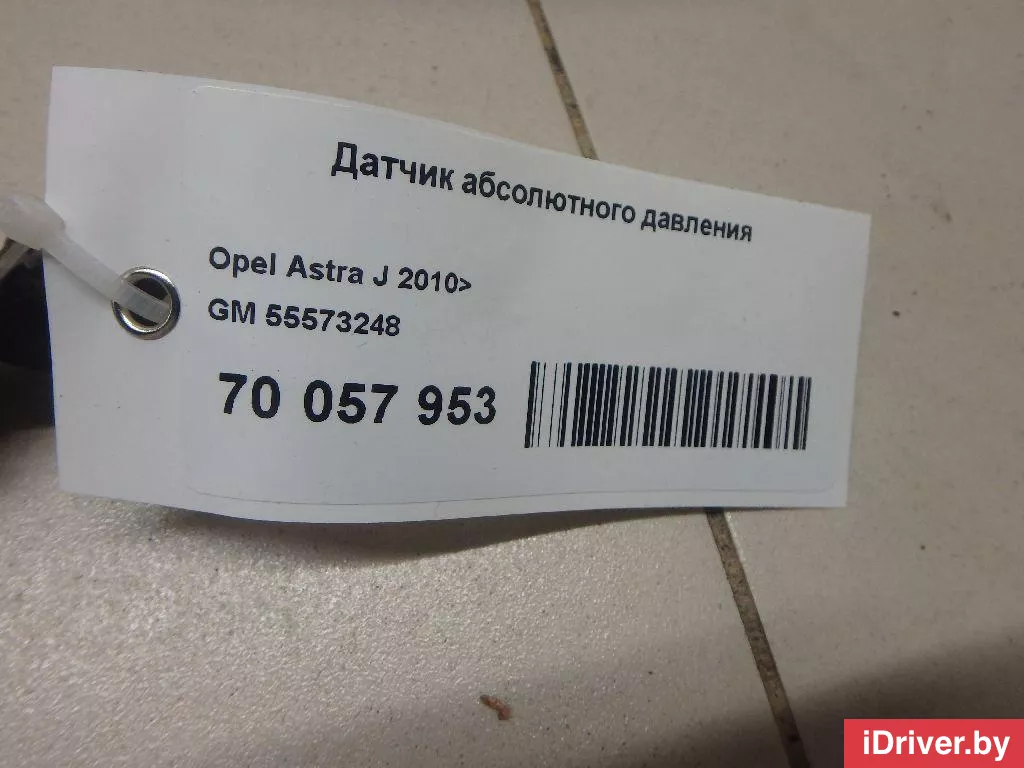 Датчик абсолютного давления
Opel Astra J 2010>
GM 55573248
70 057 953
iDriver.by